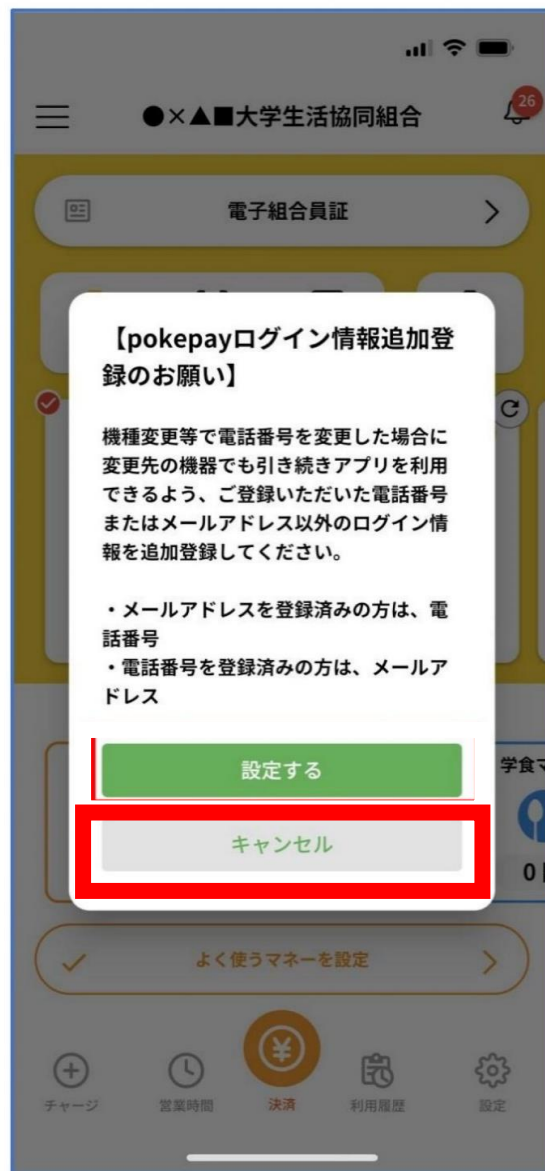 ●×▲■大学生活協同組合
26
電子組合員証
【pokepayログイン情報追加登
録のお願い】
機種変更等で電話番号を変更した場合に
変更先の機器でも引き続きアプリを利用
できるよう、ご登録いただいた電話番号
またはメールアドレス以外のログイン情
報を追加登録してください。
・メールアドレスを登録済みの方は、電
話番号
・電話番号を登録済みの方は、メールア
ドレス
設定する
学食マ
キャンセル
0
よく使うマネーを設定
チャージ 営業時間 決済 利用履歴 設定